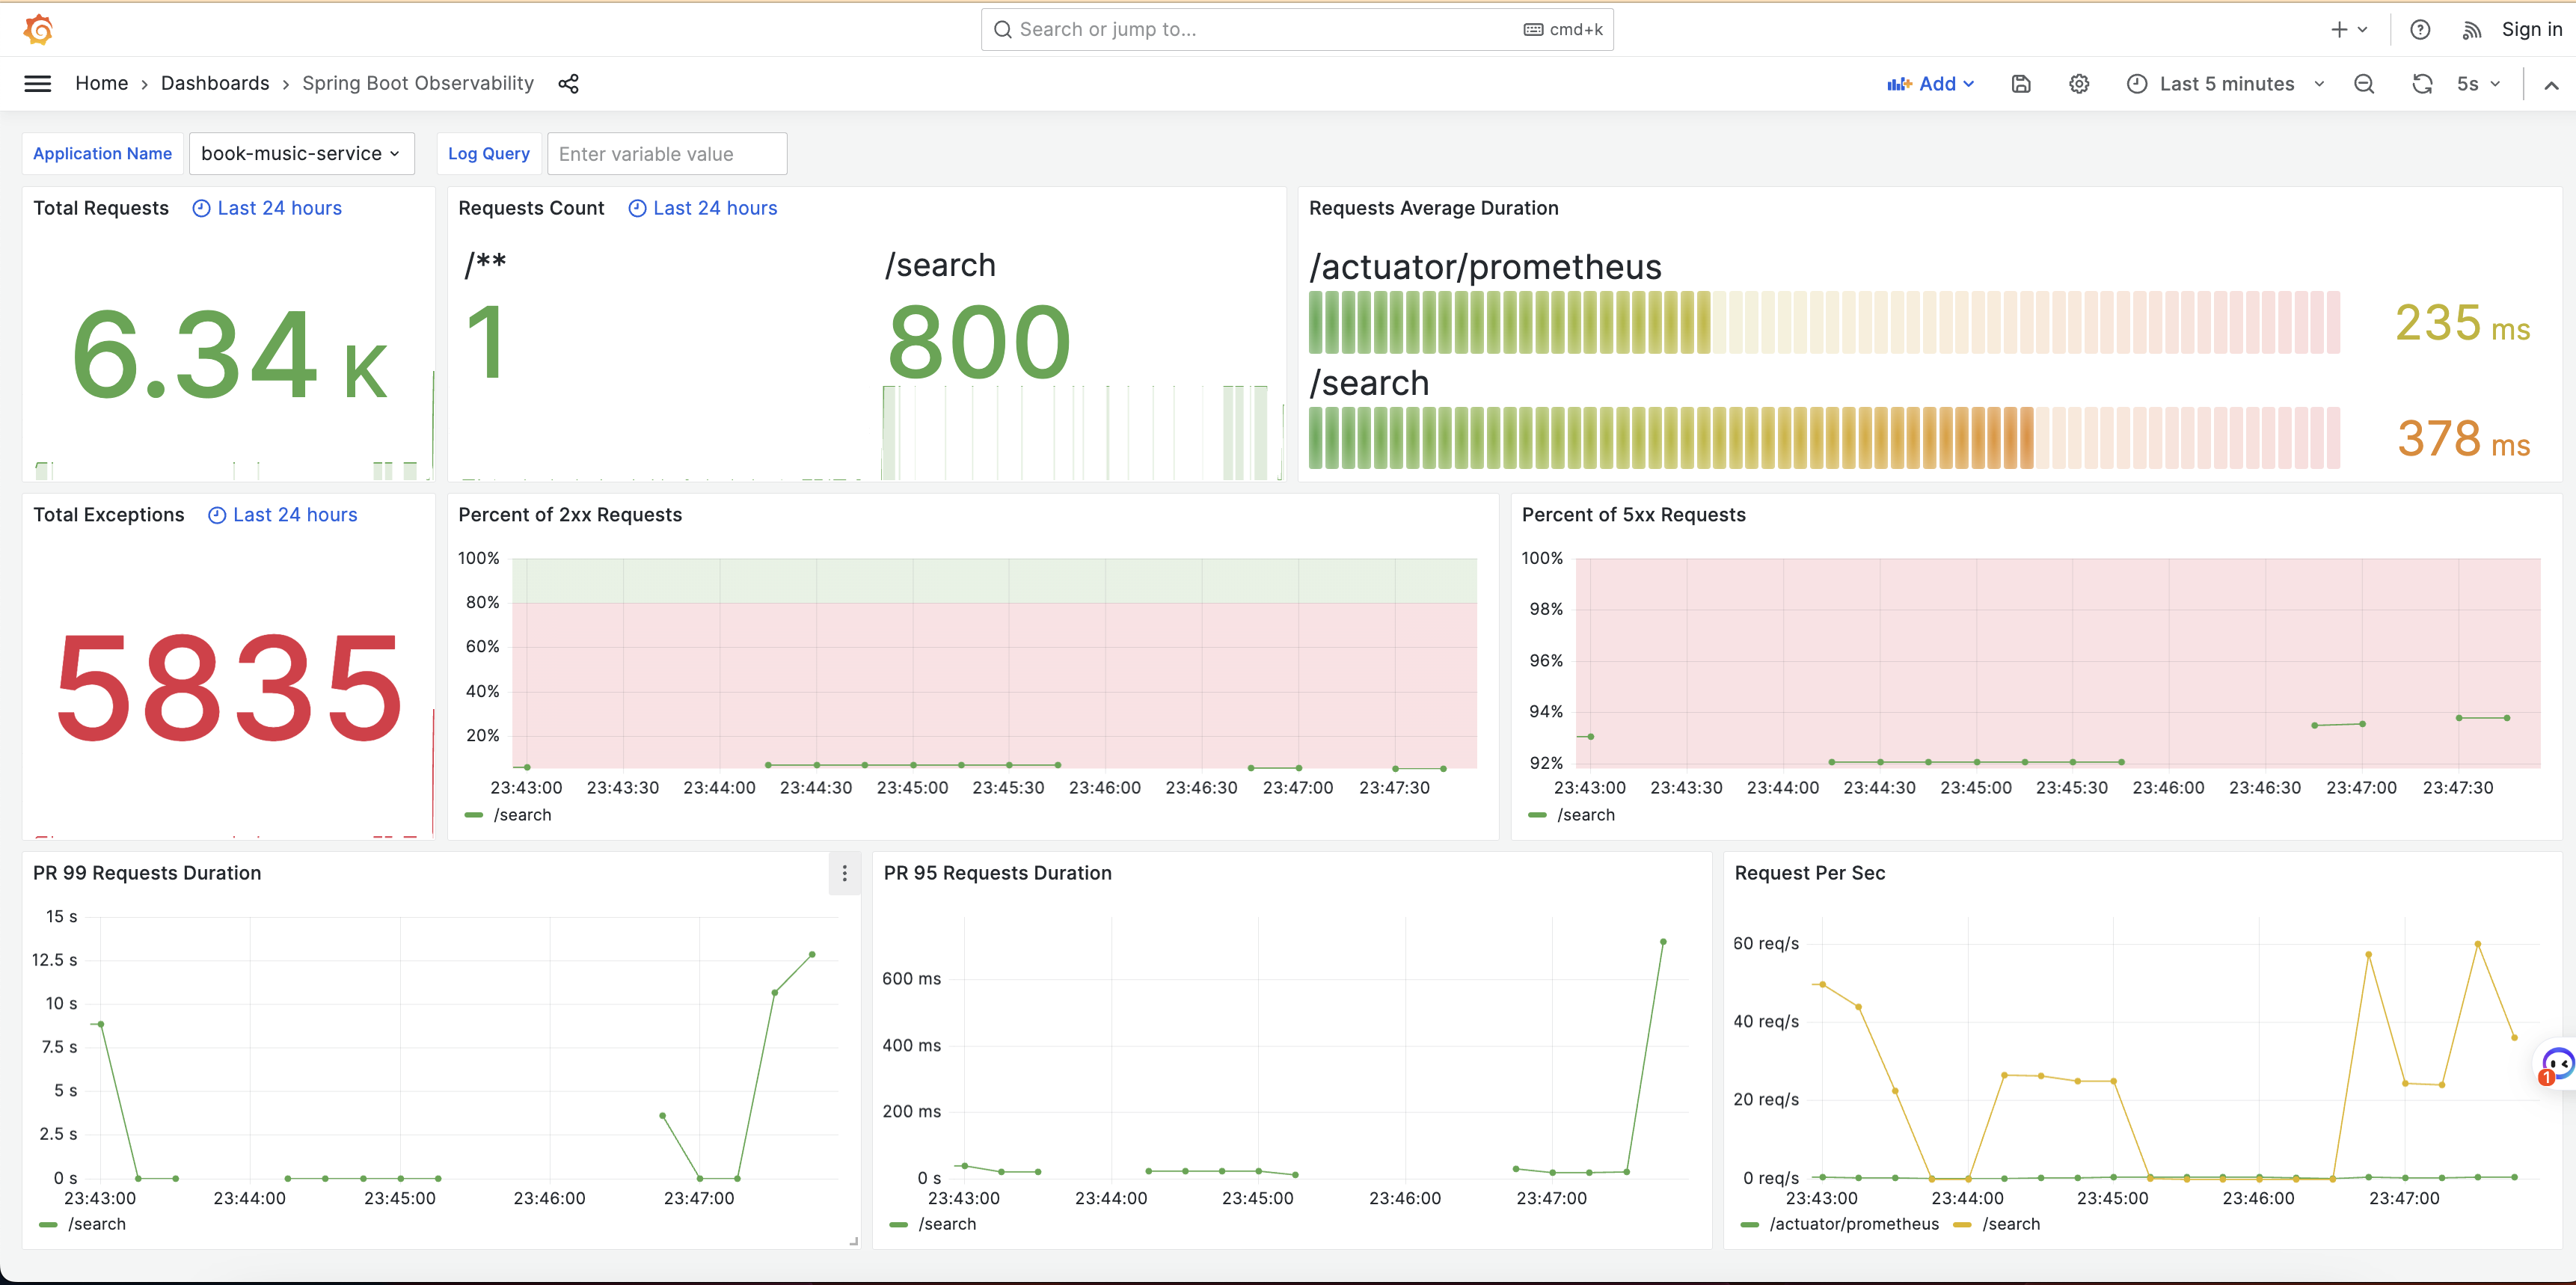 Search or jump to... cmd+k Sign in
Home › Dashboards › Spring Boot Observability Add Last 5 minutes 5s
Application Name book-music-service Log Query Enter variable value
Total Requests Last 24 hours
6.34 K
Requests Count Last 24 hours
/** /search
1 800
Requests Average Duration
/actuator/prometheus
235 ms
/search
378 ms
Total Exceptions Last 24 hours
5835
Percent of 2xx Requests
100%
80%
60%
40%
20%
23:43:00 23:43:30 23:44:00 23:44:30 23:45:00 23:45:30 23:46:00 23:46:30 23:47:00 23:47:30
/search
Percent of 5xx Requests
100%
98%
96%
94%
92%
23:43:00 23:43:30 23:44:00 23:44:30 23:45:00 23:45:30 23:46:00 23:46:30 23:47:00 23:47:30
/search
PR 99 Requests Duration
15 s
12.5 s
10 s
7.5 s
5 s
2.5 s
0 s
23:43:00 23:44:00 23:45:00 23:46:00 23:47:00
/search
PR 95 Requests Duration
600 ms
400 ms
200 ms
0 s
23:43:00 23:44:00 23:45:00 23:46:00 23:47:00
/search
Request Per Sec
60 req/s
40 req/s
20 req/s
0 req/s
23:43:00 23:44:00 23:45:00 23:46:00 23:47:00
/actuator/prometheus /search
1